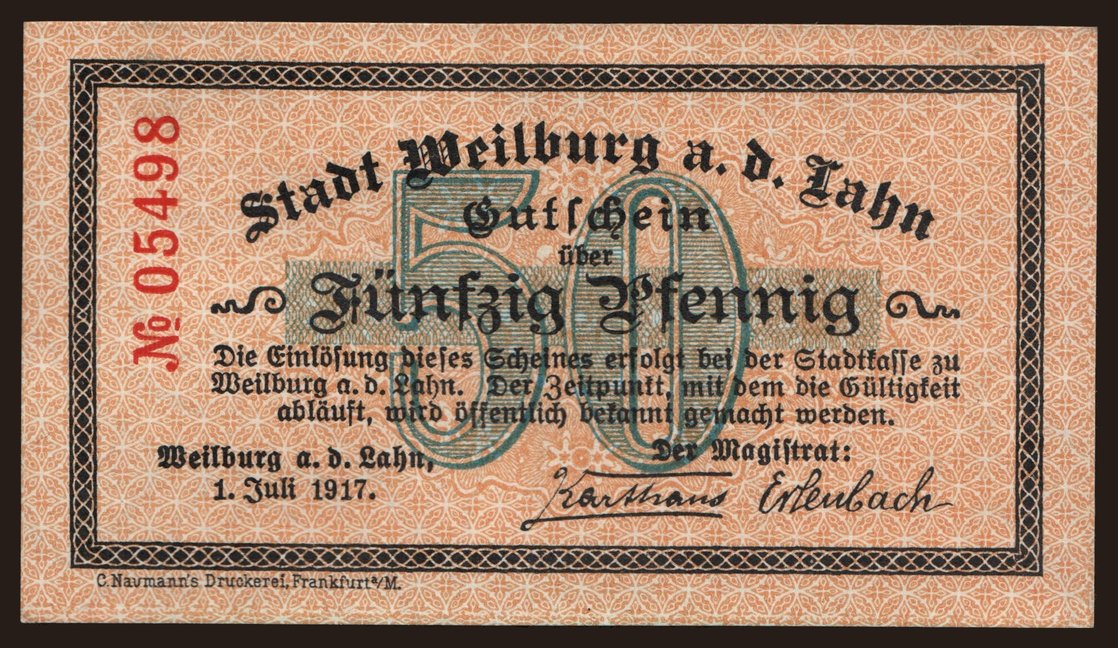 № 05498
Stadt Weilburg a. d. Lahn
50
Gutschein
über
Fünfzig Pfennig
Die Einlösung dieses Scheines erfolgt bei der Stadtkasse zu
Weilburg a. d. Lahn. Der Zeitpunkt, mit dem die Gültigkeit
abläuft, wird öffentlich bekannt gemacht werden.
Weilburg a. d. Lahn,
1. Juli 1917.
Der Magistrat:
Karthaus Erlenbach
C. Naumann's Druckerei, Frankfurt a/M.